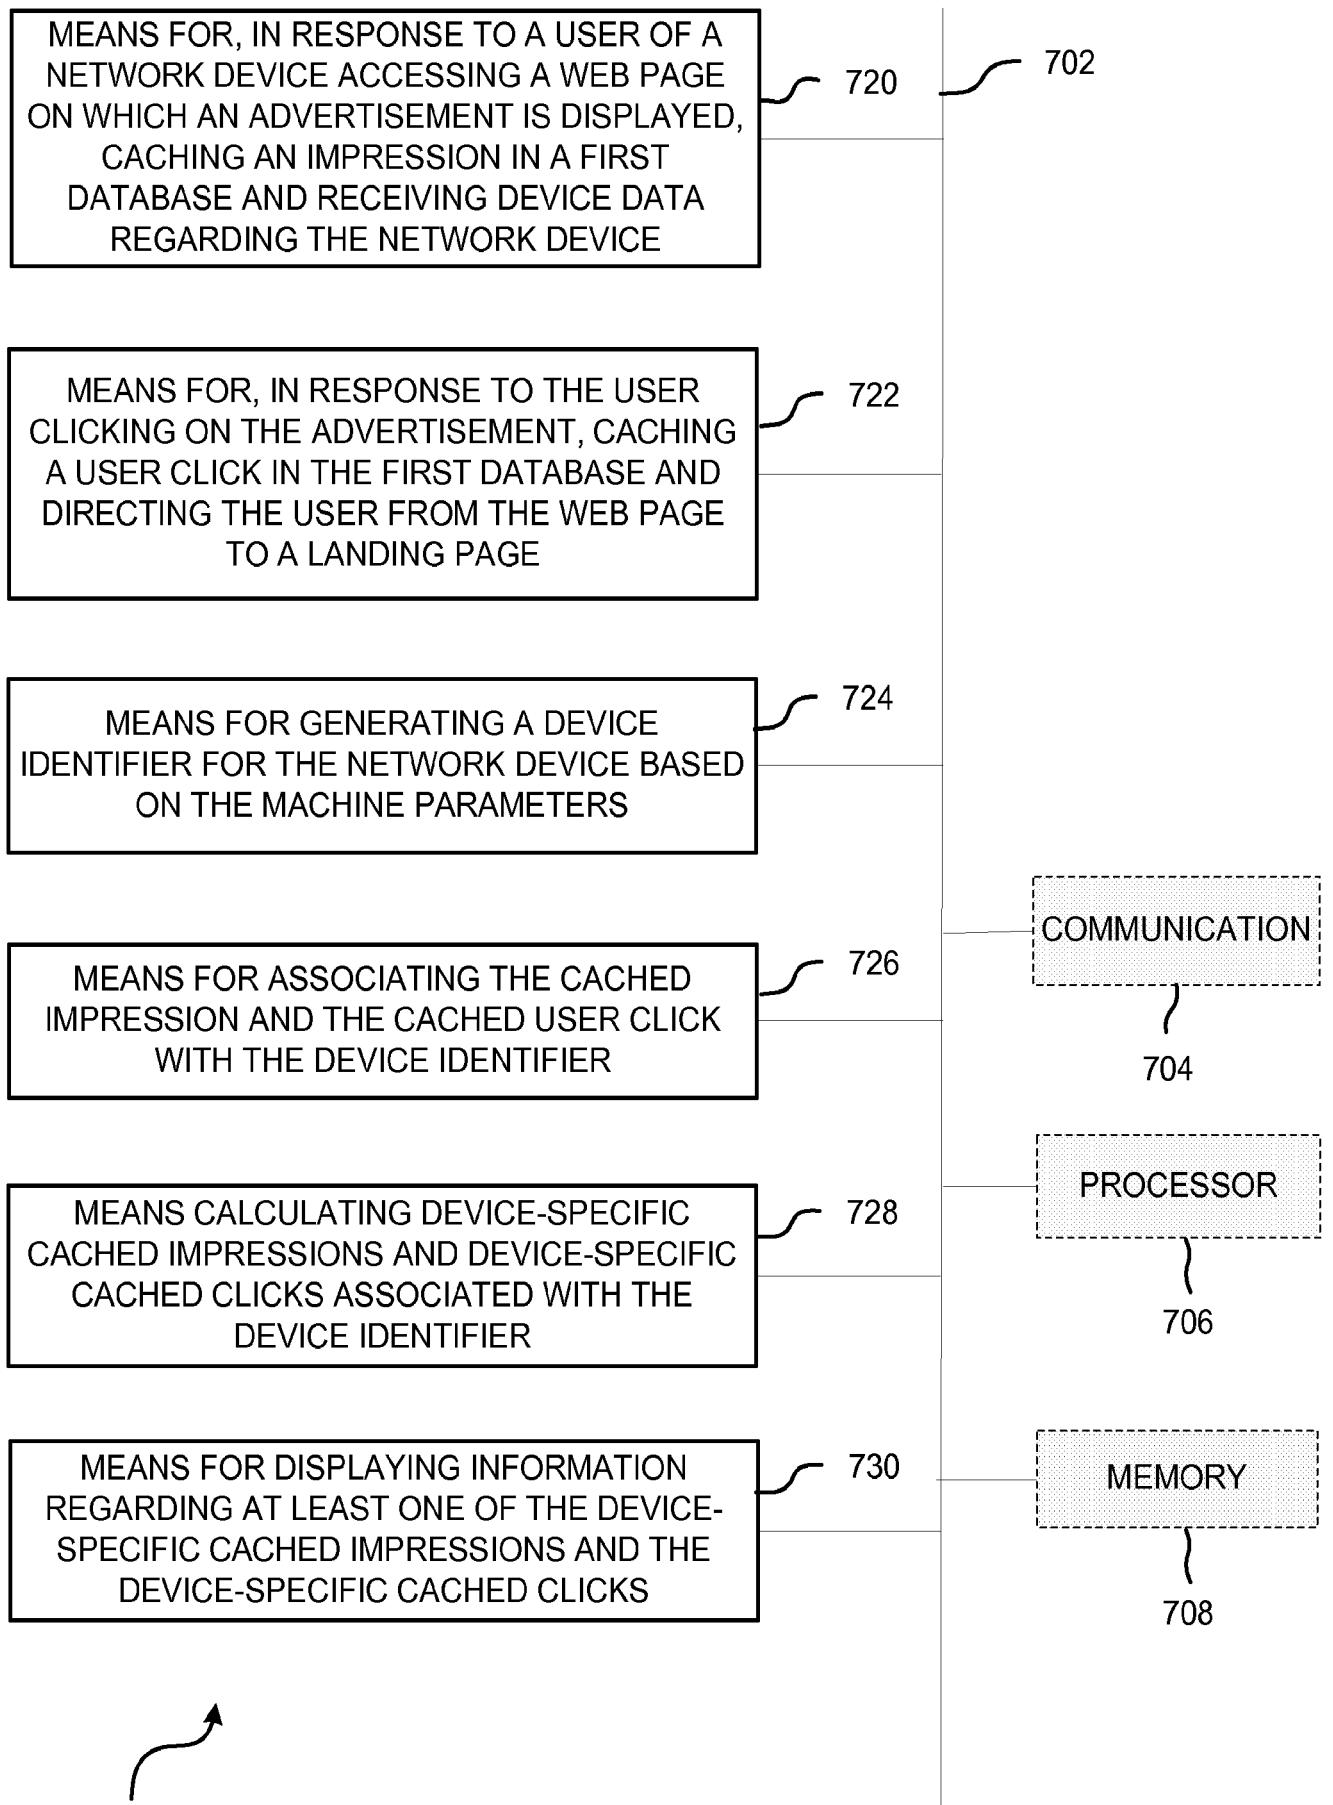 MEANS FOR, IN RESPONSE TO A USER OF A
NETWORK DEVICE ACCESSING A WEB PAGE
ON WHICH AN ADVERTISEMENT IS DISPLAYED,
CACHING AN IMPRESSION IN A FIRST
DATABASE AND RECEIVING DEVICE DATA
REGARDING THE NETWORK DEVICE
720
702
MEANS FOR, IN RESPONSE TO THE USER
CLICKING ON THE ADVERTISEMENT, CACHING
A USER CLICK IN THE FIRST DATABASE AND
DIRECTING THE USER FROM THE WEB PAGE
TO A LANDING PAGE
722
MEANS FOR GENERATING A DEVICE
IDENTIFIER FOR THE NETWORK DEVICE BASED
ON THE MACHINE PARAMETERS
724
COMMUNICATION
704
MEANS FOR ASSOCIATING THE CACHED
IMPRESSION AND THE CACHED USER CLICK
WITH THE DEVICE IDENTIFIER
726
PROCESSOR
706
MEANS CALCULATING DEVICE-SPECIFIC
CACHED IMPRESSIONS AND DEVICE-SPECIFIC
CACHED CLICKS ASSOCIATED WITH THE
DEVICE IDENTIFIER
728
MEANS FOR DISPLAYING INFORMATION
REGARDING AT LEAST ONE OF THE DEVICE-
SPECIFIC CACHED IMPRESSIONS AND THE
DEVICE-SPECIFIC CACHED CLICKS
730
MEMORY
708